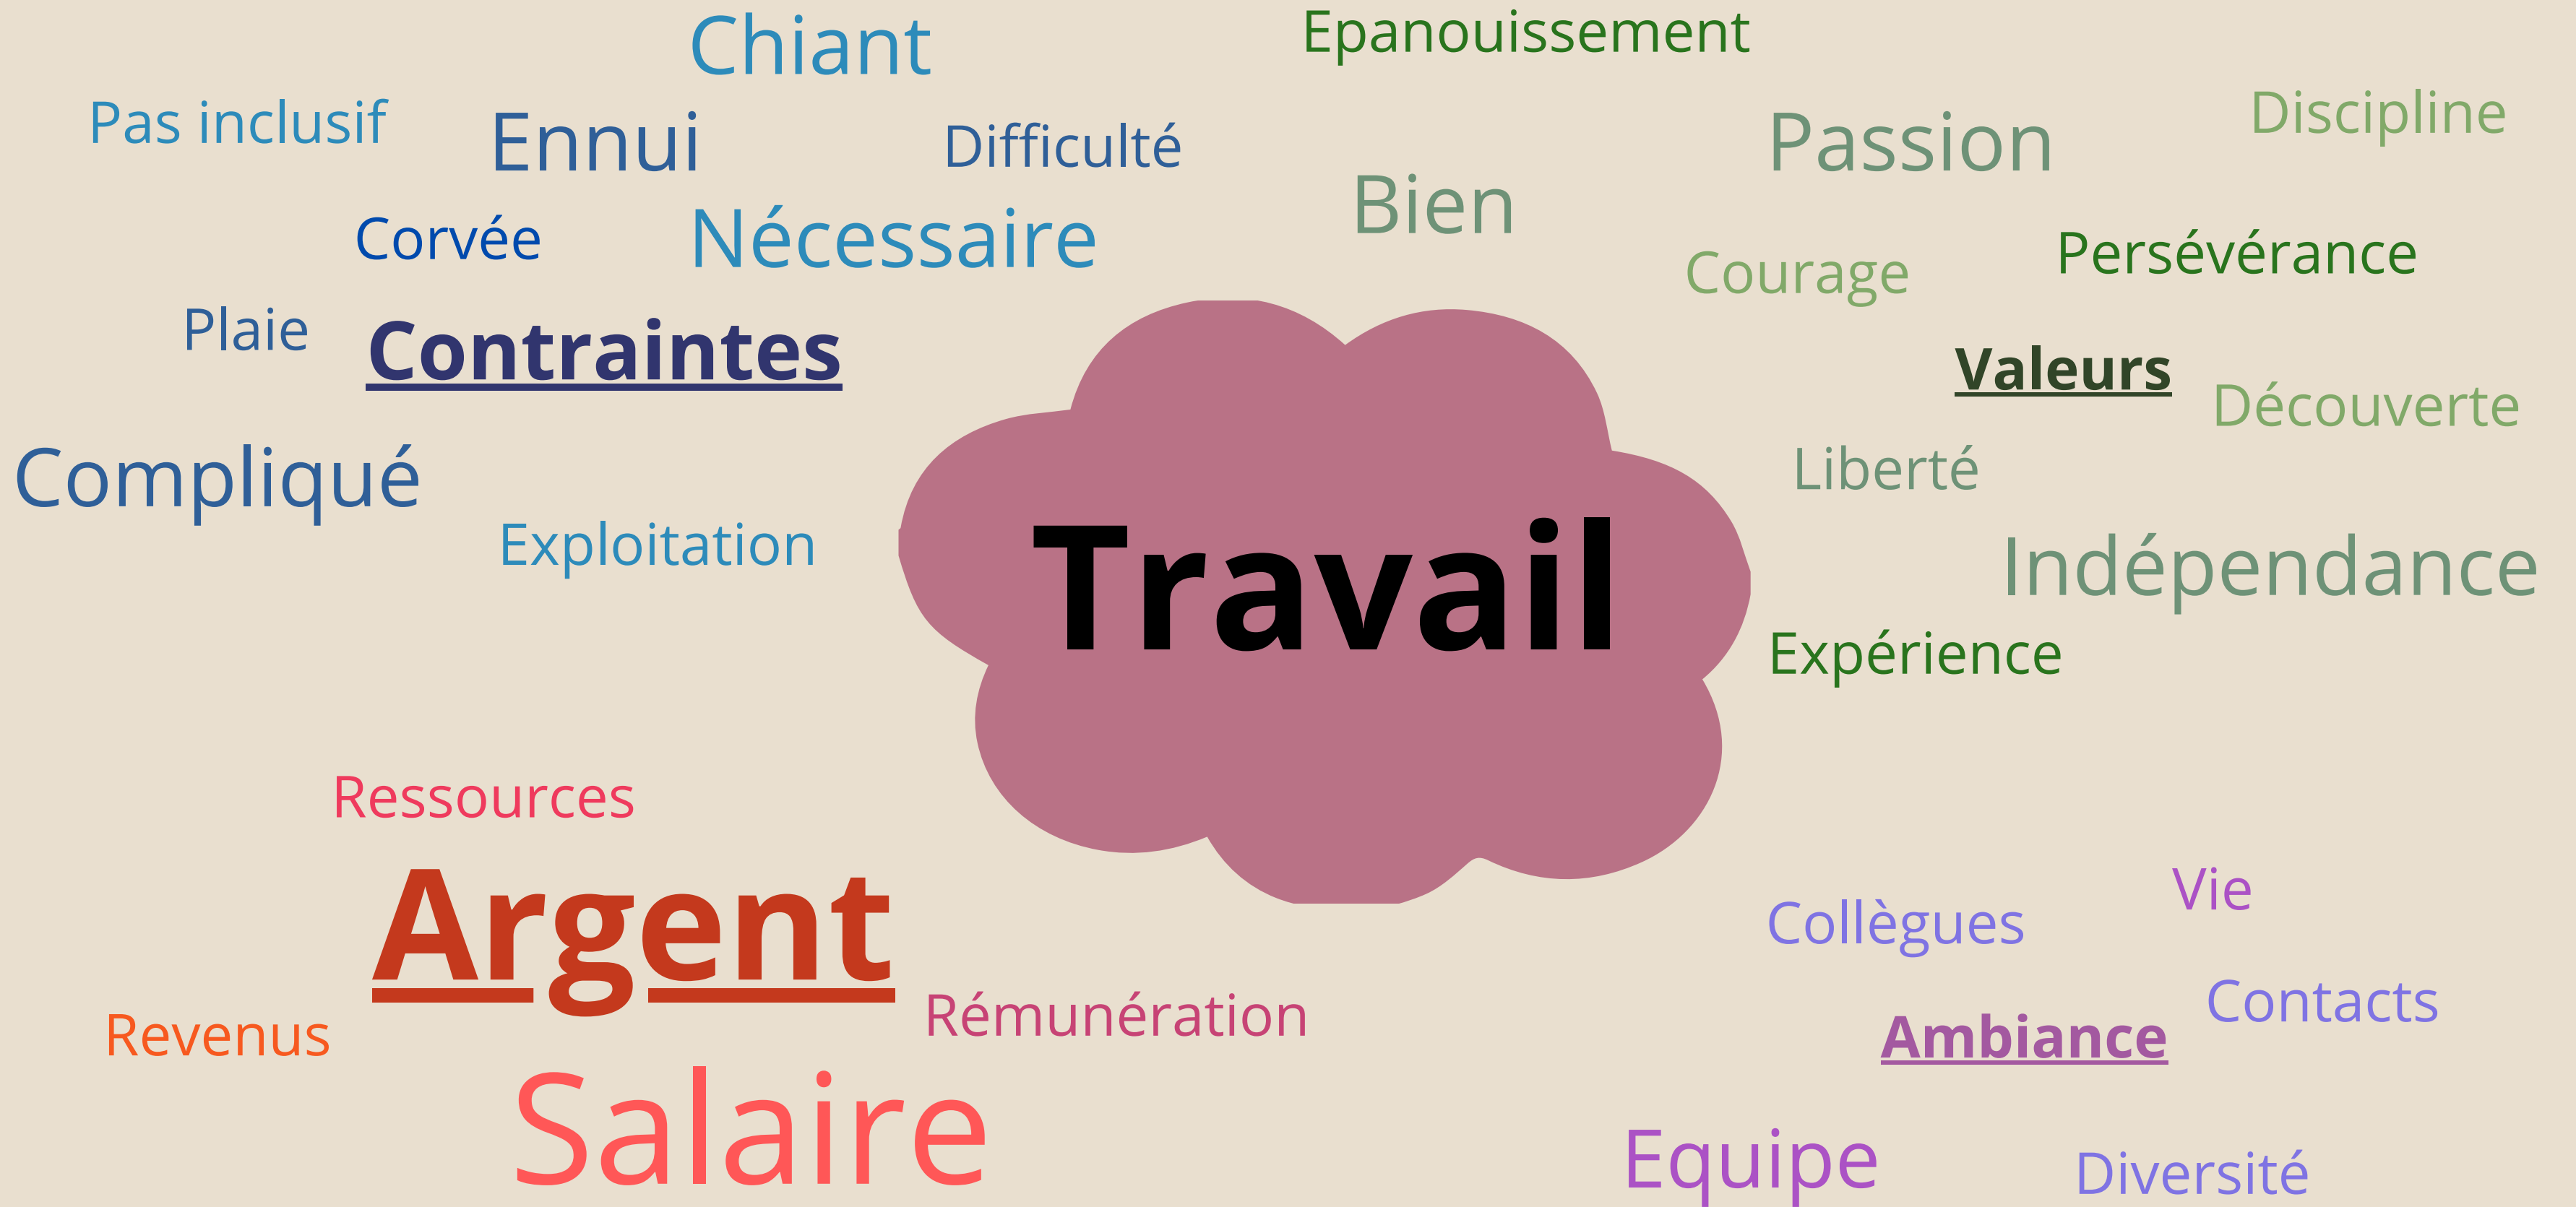 Chiant
Epanouissement
Pas inclusif
Ennui
Difficulté
Passion
Discipline
Bien
Corvée
Nécessaire
Courage
Persévérance
Plaie
Contraintes
Valeurs
Découverte
Compliqué
Liberté
Exploitation
Travail
Indépendance
Expérience
Ressources
Argent
Vie
Collègues
Revenus
Rémunération
Contacts
Ambiance
Salaire
Equipe
Diversité